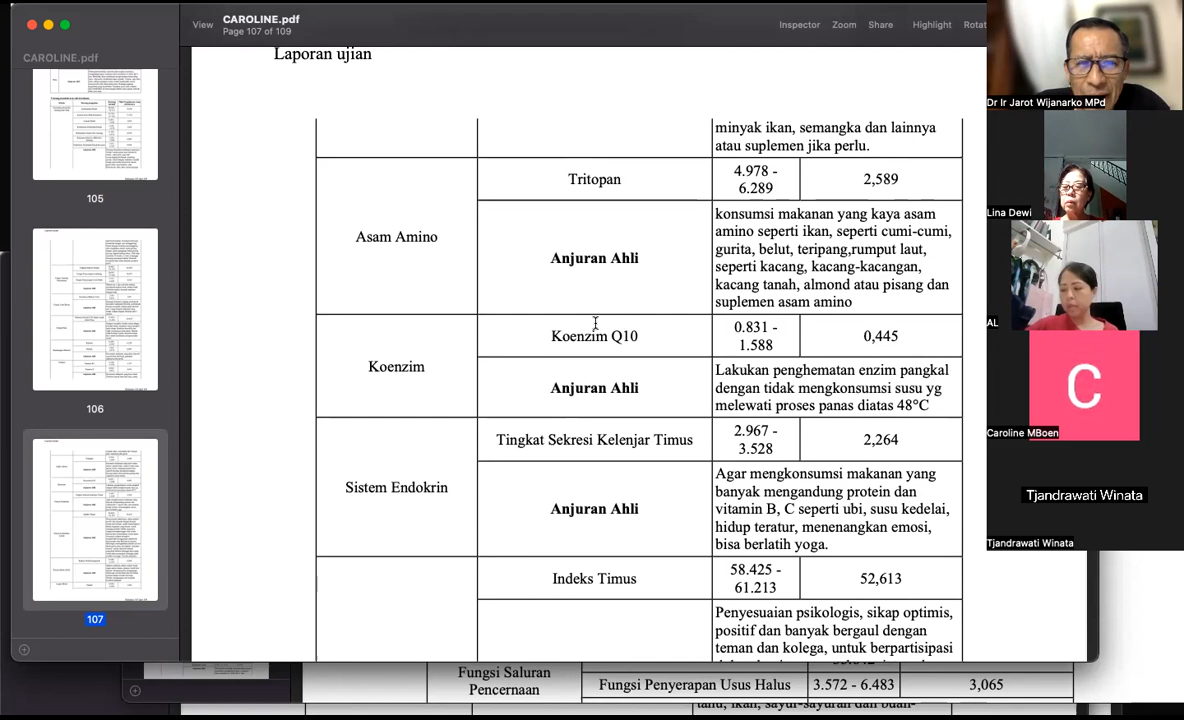 CAROLINE.pdf
View
Page 107 of 109
Inspector
Zoom
Share
Highlight
CAROLINE.pdf
105
106
107
Laporan ujian
minyak ikan, semangka dan lainnya
atau suplemen jika perlu.
Asam Amino
Tritopan
4.978 -
6.289
2,589
Anjuran Ahli
konsumsi makanan yang kaya asam
amino seperti ikan, seperti cumi-cumi,
gurita, belut, teripang,rumput laut,
seperti kacang, kacang-kacangan,
kacang tanah, almond atau pisang dan
suplemen asam amino
Koenzim
Koenzim Q10
0.831 -
1.588
0,445
Anjuran Ahli
Lakukan penghematan enzim pangkal
dengan tidak mengkonsumsi susu yg
melewati proses panas diatas 48°C
Sistem Endokrin
Tingkat Sekresi Kelenjar Timus
2.967 -
3.528
2,264
Anjuran Ahli
Agar mengkonsumsi makanan yang
banyak mengandung protein dan
vitamin B, C seperti ubi, susu kedelai,
hidup teratur, menenangkan emosi,
bisa berlatih yoga.
Indeks Timus
58.425 -
61.213
52,613
Penyesuaian psikologis, sikap optimis,
positif dan banyak bergaul dengan
teman dan kolega, untuk berpartisipasi
Fungsi Saluran
Pencernaan
Fungsi Penyerapan Usus Halus
3.572 - 6.483
3,065
Dr Ir Jarot Wijanarko MPd
Lina Dewi
AL
C
Caroline MBoen
Tjandrawati Winata
Tjandrawati Winata